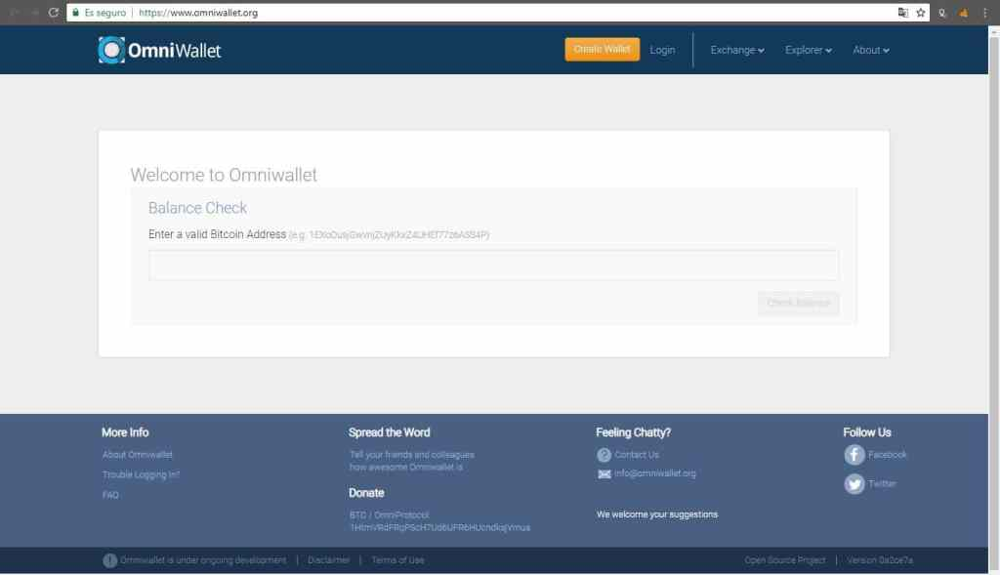 Es seguro | https://www.omniwallet.org
OmniWallet
Create Wallet Login Exchange Explorer About
Welcome to Omniwallet
Balance Check
Enter a valid Bitcoin Address (e.g.
Check Balance
More Info
About Omniwallet
Trouble Logging In?
FAQ
Spread the Word
Tell your friends and colleagues
how awesome Omniwallet is
Donate
BTC / OmniProtocol
Feeling Chatty?
Contact Us
info@omniwallet.org
We welcome your suggestions
Follow Us
Facebook
Twitter
Omniwallet is under ongoing development | Disclaimer | Terms of Use
Open Source Project | Version 0a2ce7a